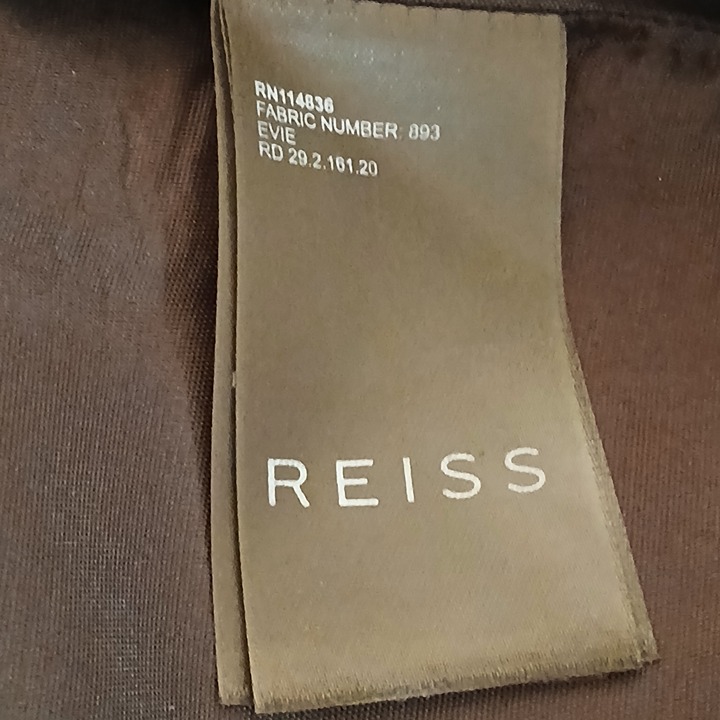 RN114836
FABRIC NUMBER: 893
EVIE
RD 29.2.161.20
REISS